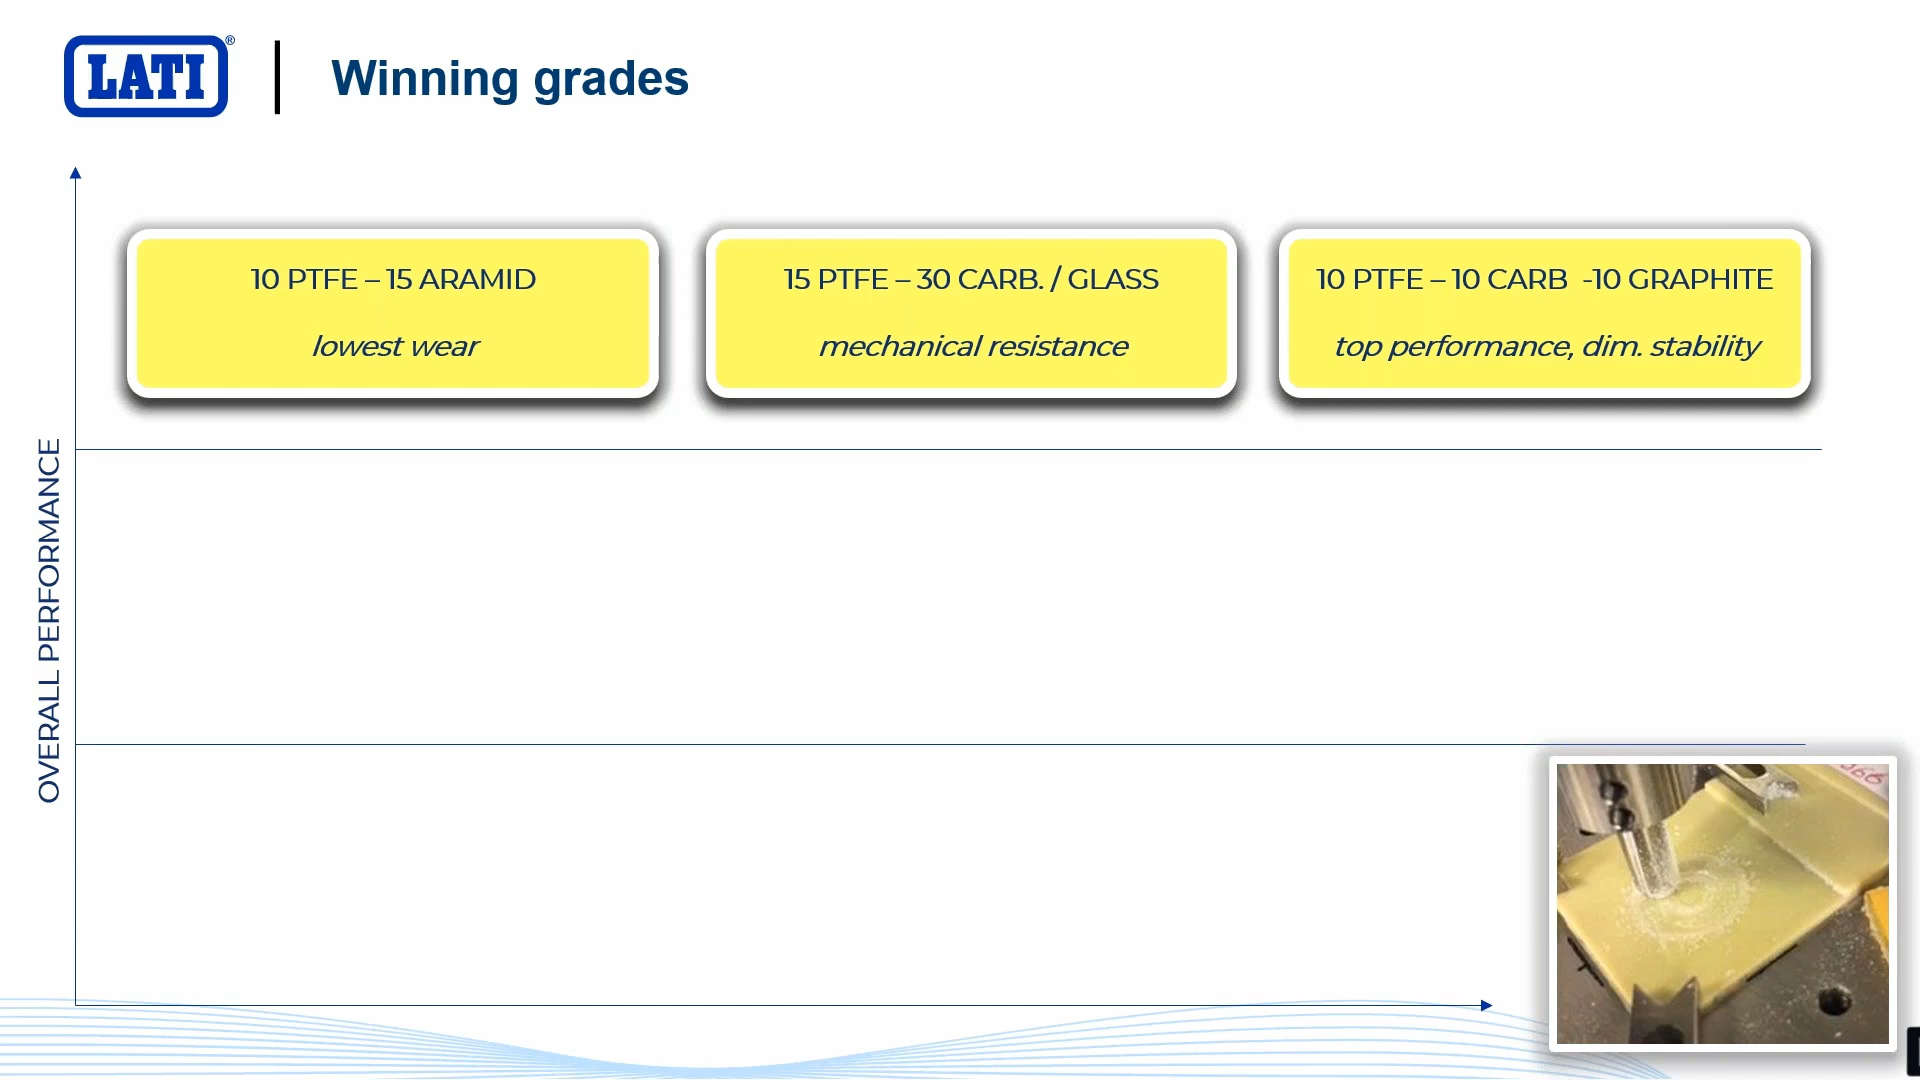 LATI®
Winning grades
10 PTFE – 15 ARAMID
lowest wear
15 PTFE – 30 CARB. / GLASS
mechanical resistance
10 PTFE – 10 CARB  -10 GRAPHITE
top performance, dim. stability
OVERALL PERFORMANCE